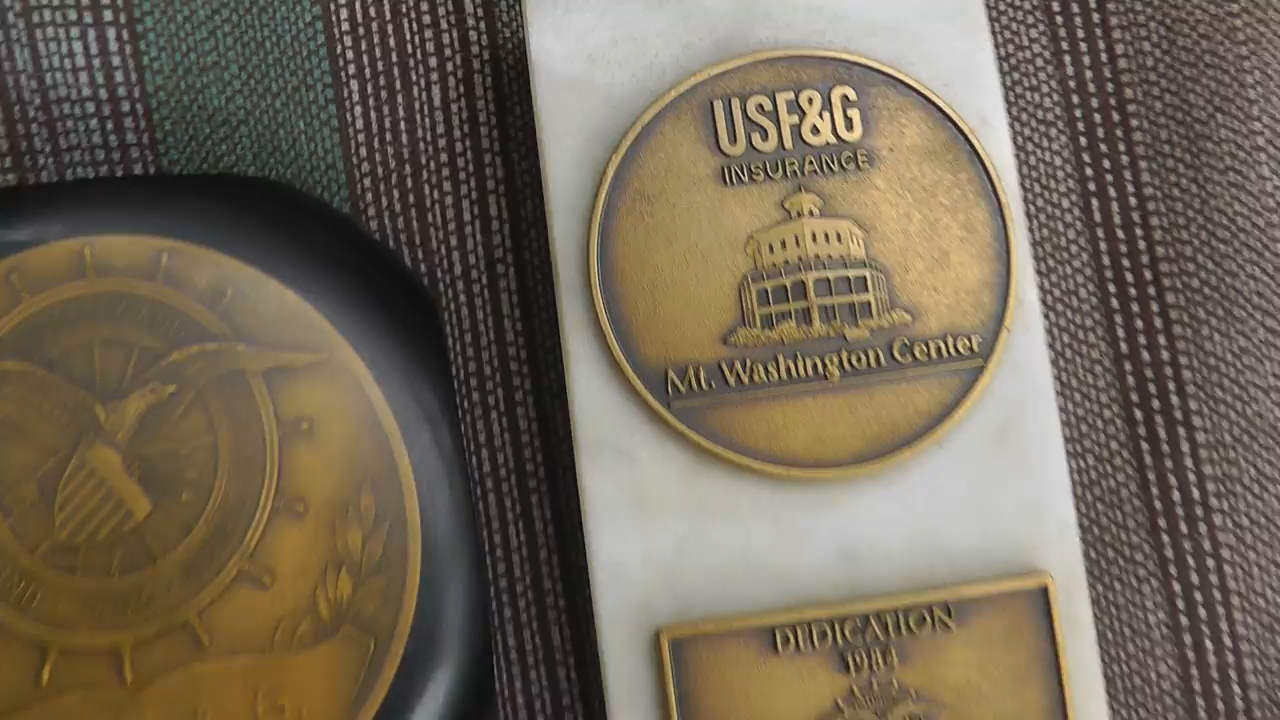 USF&G
INSURANCE
Mt. Washington Center
DEDICATION
1984